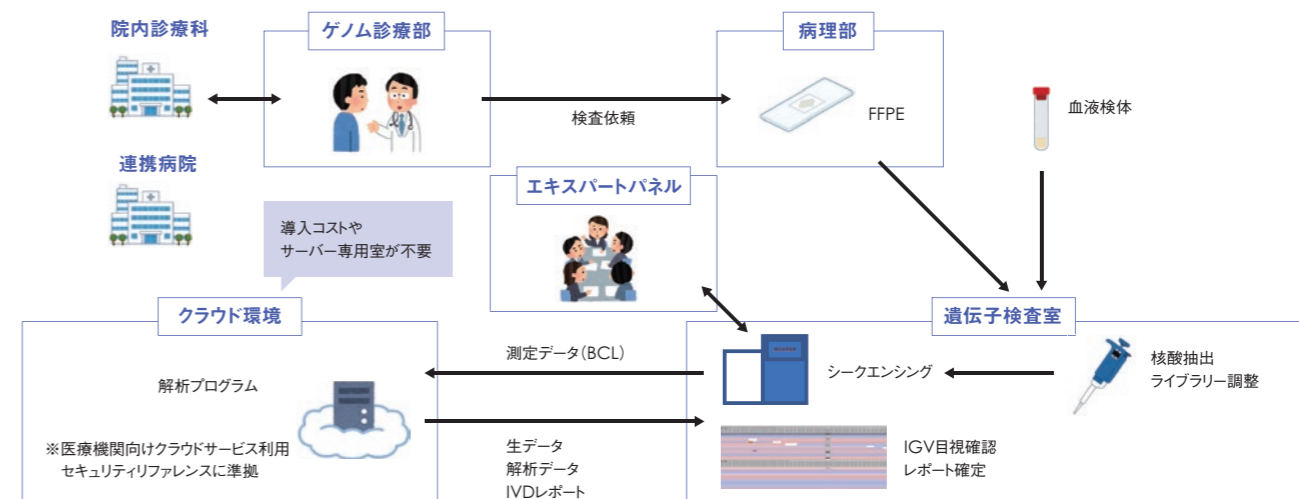 院内診療科
ゲノム診療部
病理部
検査依頼
FFPE
血液検体
連携病院
エキスパートパネル
導入コストや
サーバー専用室が不要
クラウド環境
遺伝子検査室
測定データ（BCL）
解析プログラム
シークエンシング
核酸抽出
ライブラリー調整
※医療機関向けクラウドサービス利用
セキュリティリファレンスに準拠
生データ
解析データ
IVDレポート
IGV目視確認
レポート確定